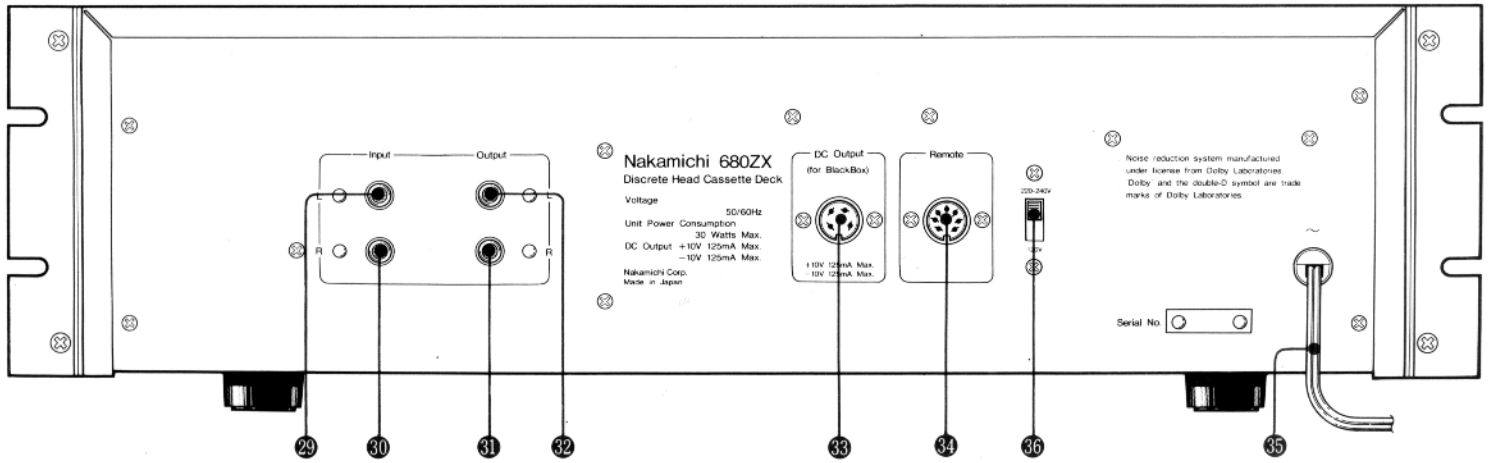 Input
Output
L
L
R
R
Nakamichi 680ZX
Discrete Head Cassette Deck
Voltage
50/60Hz
Unit Power Consumption
30 Watts Max.
DC Output +10V 125mA Max.
−10V 125mA Max.
Nakamichi Corp.
Made in Japan
DC Output
(for BlackBox)
+10V 125mA Max.
−10V 125mA Max.
Remote
220-240V
120V
Noise reduction system manufactured
under license from Dolby Laboratories.
'Dolby' and the double-D symbol are trade
marks of Dolby Laboratories.
~
Serial No.
29 30 31 32 33 34 36 35